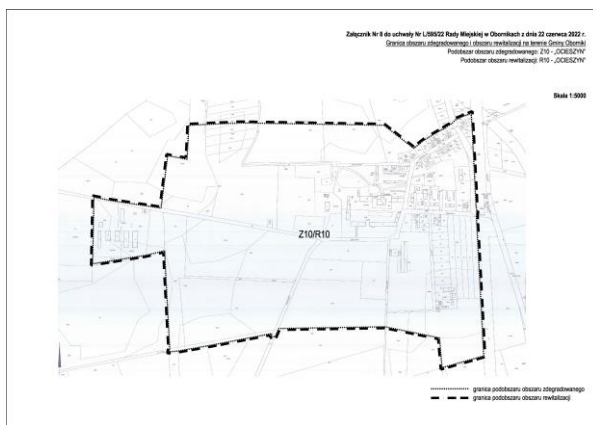 Załącznik Nr 8 do uchwały Nr L/595/22 Rady Miejskiej w Obornikach z dnia 22 czerwca 2022 r.
Granica obszaru zdegradowanego i obszaru rewitalizacji na terenie Gminy Oborniki
Podobszar obszaru zdegradowanego: Z10 - „OCIESZYN"
Podobszar obszaru rewitalizacji: R10 - „OCIESZYN"
Skala 1:5000
Z10/R10
granica podobszaru obszaru zdegradowanego
granica podobszaru obszaru rewitalizacji